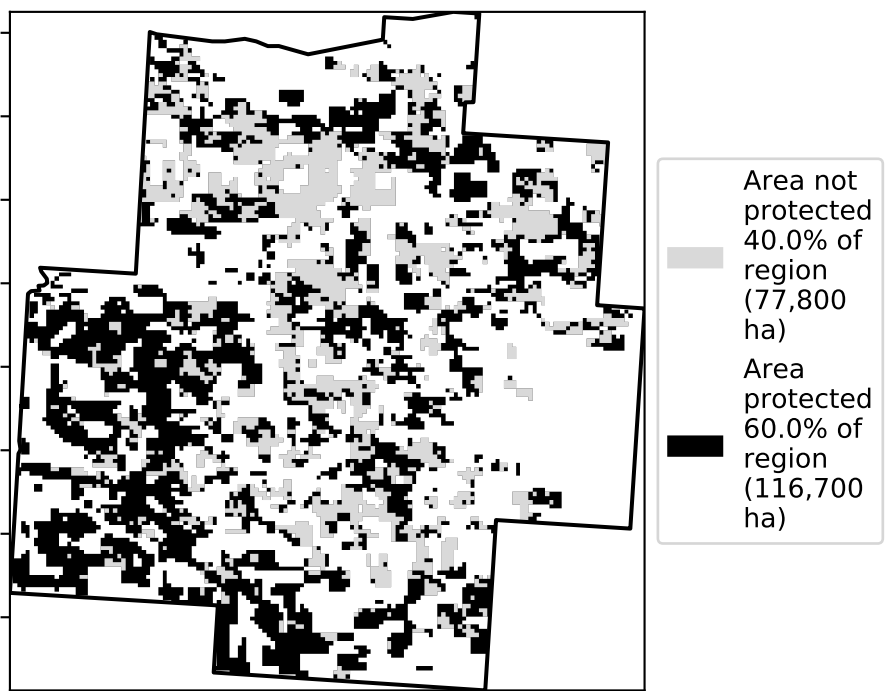 Area not
protected
40.0% of
region
(77,800
ha)
Area
protected
60.0% of
region
(116,700
ha)